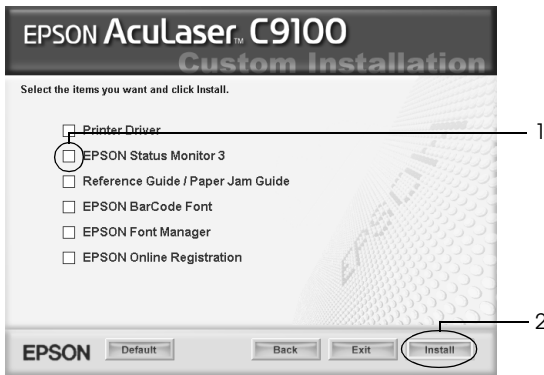 EPSON AcuLaser™ C9100
Custom Installation
Select the items you want and click Install.
Printer Driver
1
EPSON Status Monitor 3
Reference Guide / Paper Jam Guide
EPSON BarCode Font
EPSON Font Manager
EPSON Online Registration
EPSON
2
EPSON Default Back Exit Install